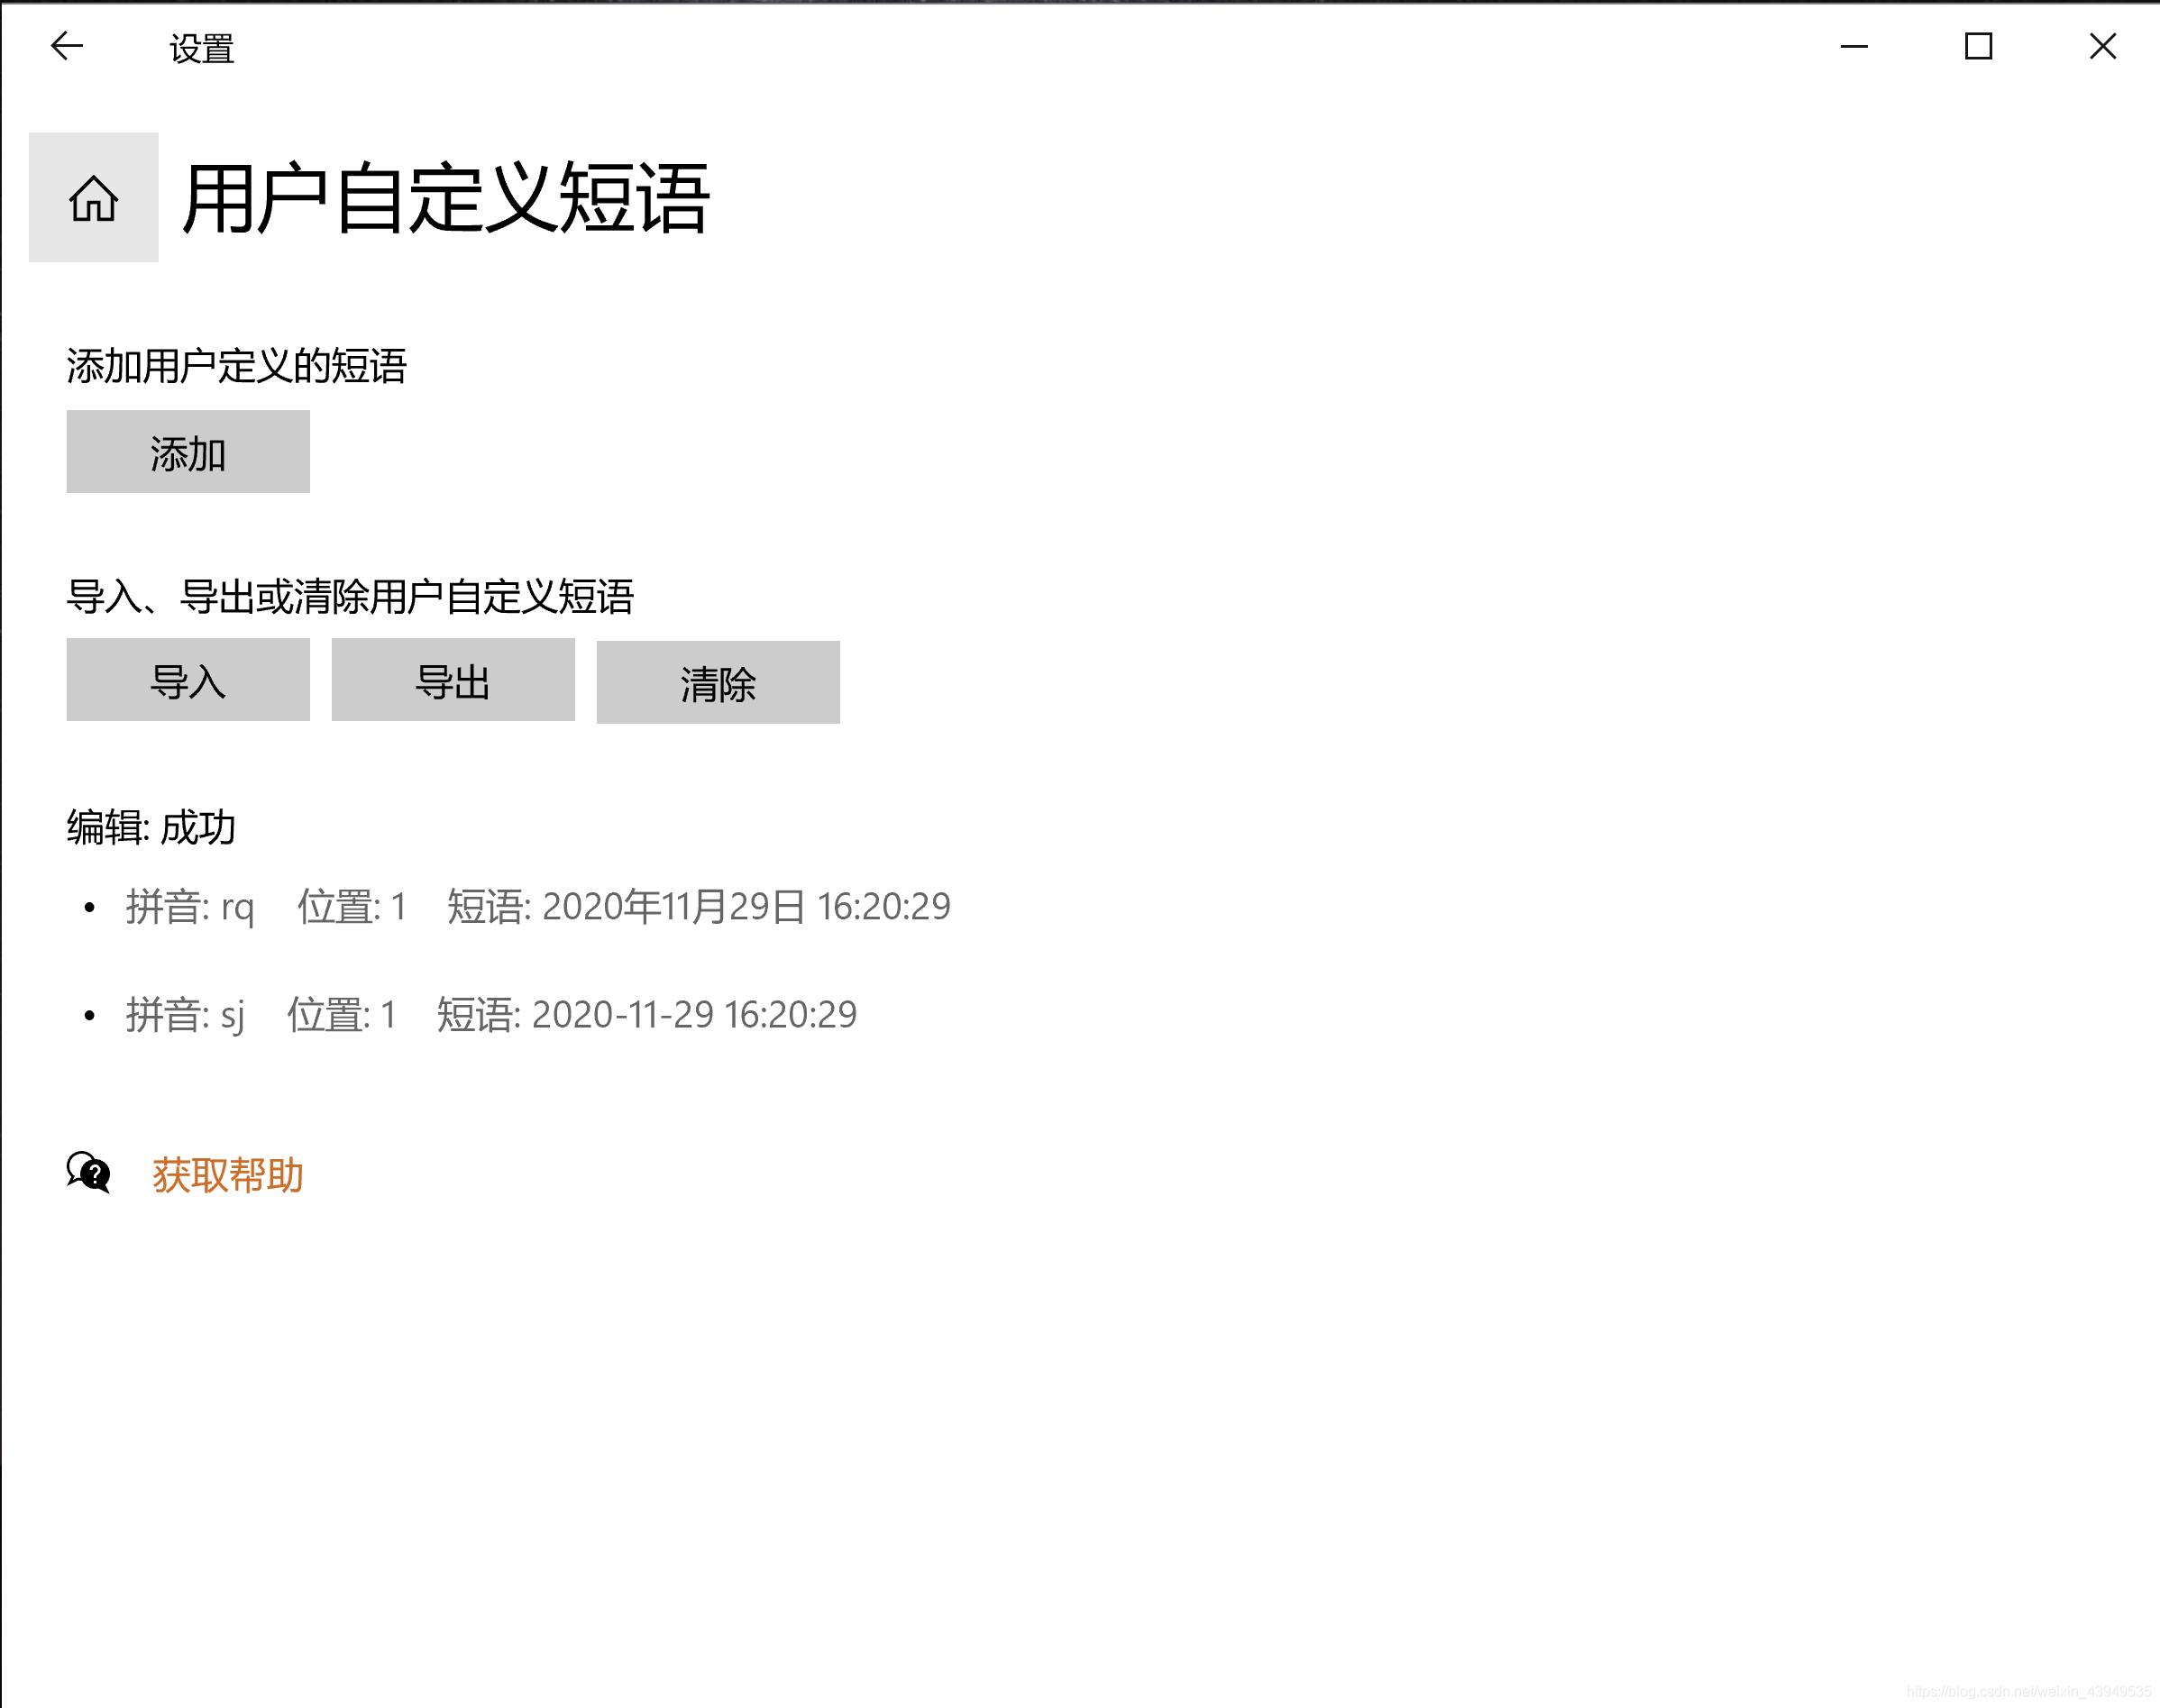 设置
用户自定义短语
添加用户定义的短语
添加
导入、导出或清除用户自定义短语
导入 导出 清除
编辑: 成功
• 拼音: rq 位置: 1 短语: 2020年11月29日 16:20:29
• 拼音: sj 位置: 1 短语: 2020-11-29 16:20:29
获取帮助
https://blog.csdn.net/weixin_43949535